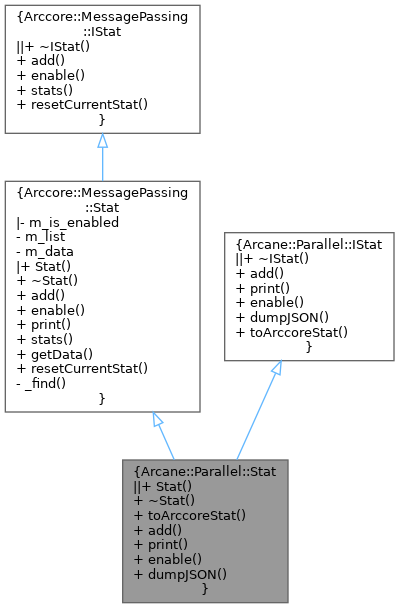 {Arccore::MessagePassing
::IStat
||+ ~IStat()
+ add()
+ enable()
+ stats()
+ resetCurrentStat()
}
{Arccore::MessagePassing
::Stat
|- m_is_enabled
- m_list
- m_data
|+ Stat()
+ ~Stat()
+ add()
+ enable()
+ print()
+ stats()
+ getData()
+ resetCurrentStat()
- _find()
}
{Arcane::Parallel::IStat
||+ ~IStat()
+ add()
+ print()
+ enable()
+ dumpJSON()
+ toArccoreStat()
}
{Arcane::Parallel::Stat
||+ Stat()
+ ~Stat()
+ toArccoreStat()
+ add()
+ print()
+ enable()
+ dumpJSON()
}